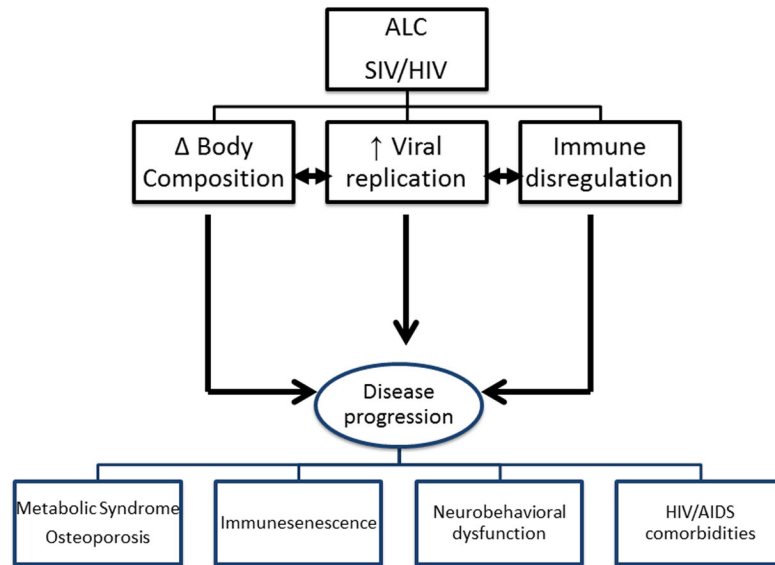 ALC
SIV/HIV
Δ Body
Composition
↑ Viral
replication
Immune
disregulation
Disease
progression
Metabolic Syndrome
Osteoporosis
Immunesenescence
Neurobehavioral
dysfunction
HIV/AIDS
comorbidities